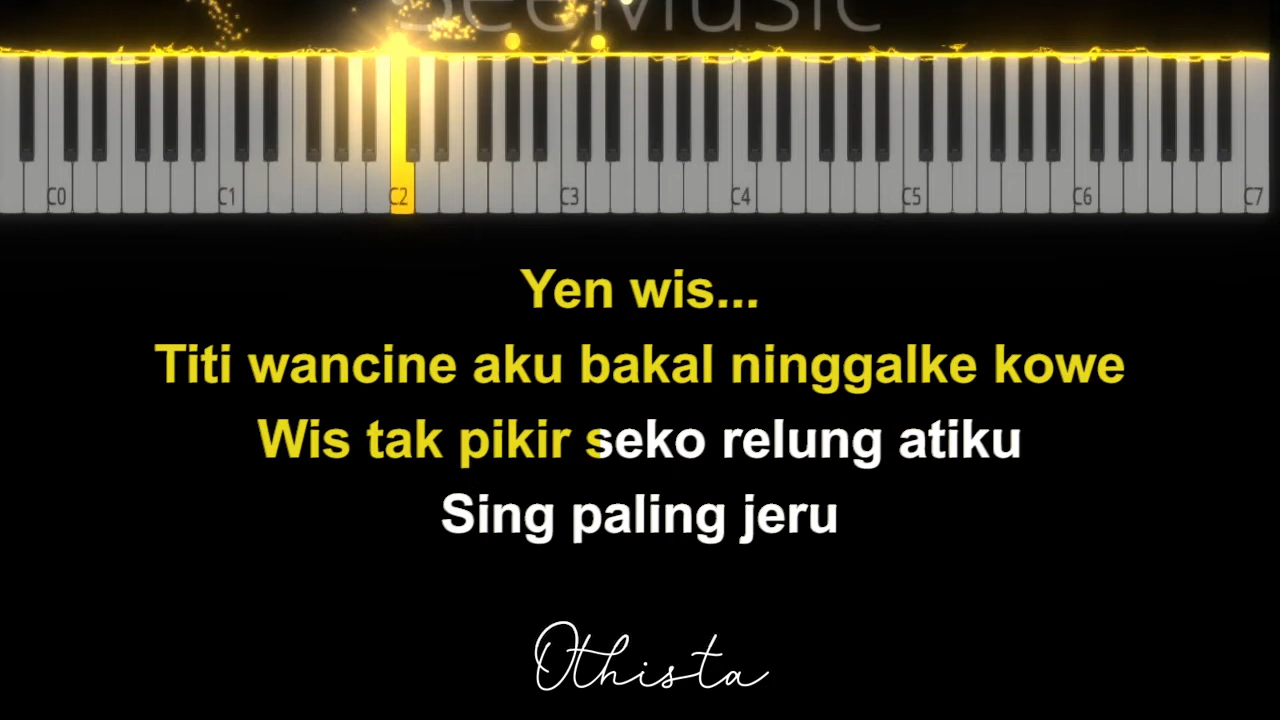 SeeMusic
C0 C1 C2 C3 C4 C5 C6 C7
Yen wis...
Titi wancine aku bakal ninggalke kowe
Wis tak pikir seko relung atiku
Sing paling jeru
Othista